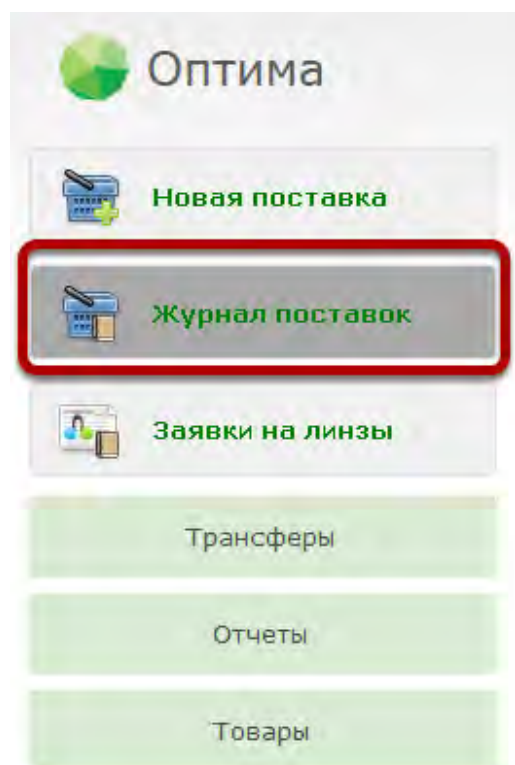 Оптима
Новая поставка
Журнал поставок
Заявки на линзы
Трансферы
Отчеты
Товары